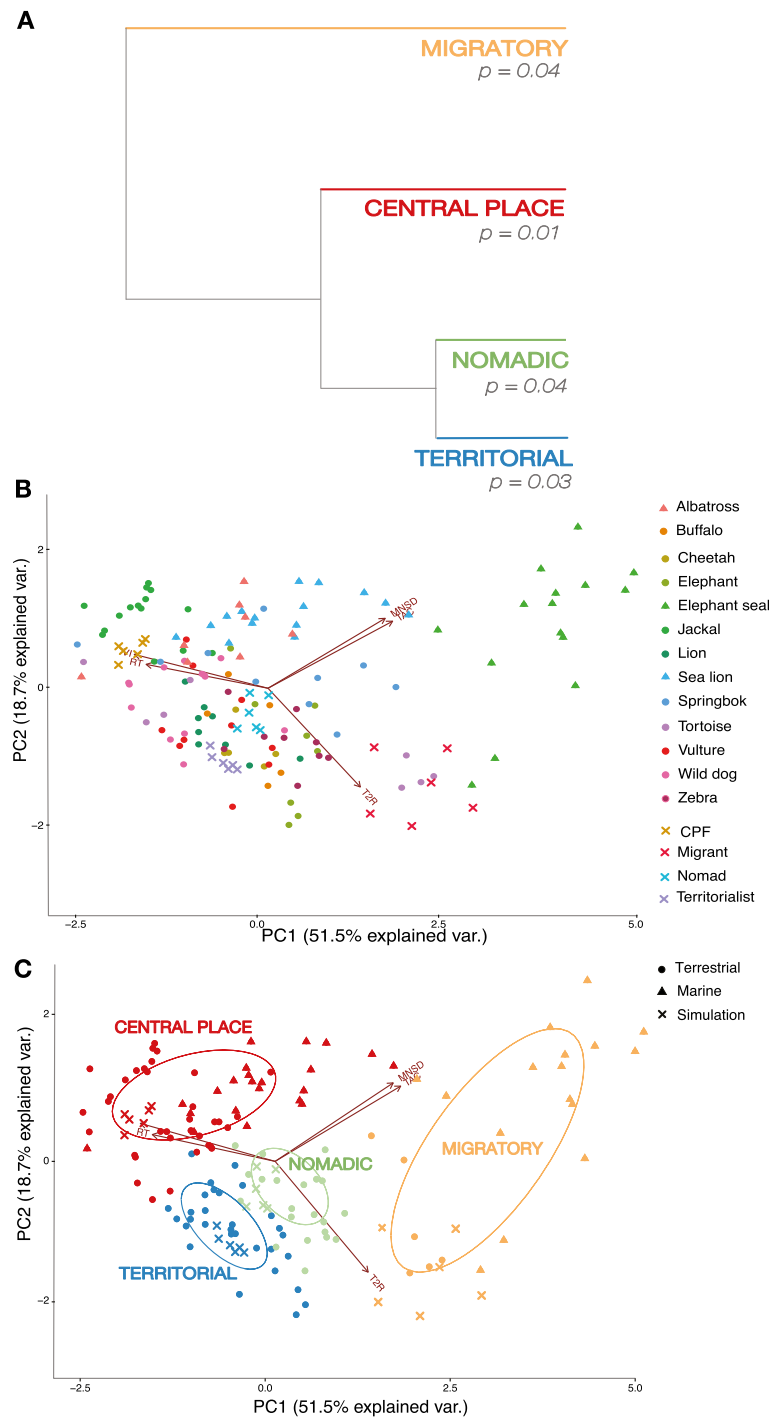 A
MIGRATORY
p = 0.04
CENTRAL PLACE
p = 0.01
NOMADIC
p = 0.04
TERRITORIAL
p = 0.03
B
PC2 (18.7% explained var.)
2
0
−2
MNSD
TAC
RT
T2R
−2.5
0.0
2.5
5.0
PC1 (51.5% explained var.)
Albatross
Buffalo
Cheetah
Elephant
Elephant seal
Jackal
Lion
Sea lion
Springbok
Tortoise
Vulture
Wild dog
Zebra
CPF
Migrant
Nomad
Territorialist
C
PC2 (18.7% explained var.)
2
0
−2
CENTRAL PLACE
MNSD
RT
NOMADIC
MIGRATORY
TERRITORIAL
T2R
−2.5
0.0
2.5
5.0
PC1 (51.5% explained var.)
Terrestrial
Marine
Simulation